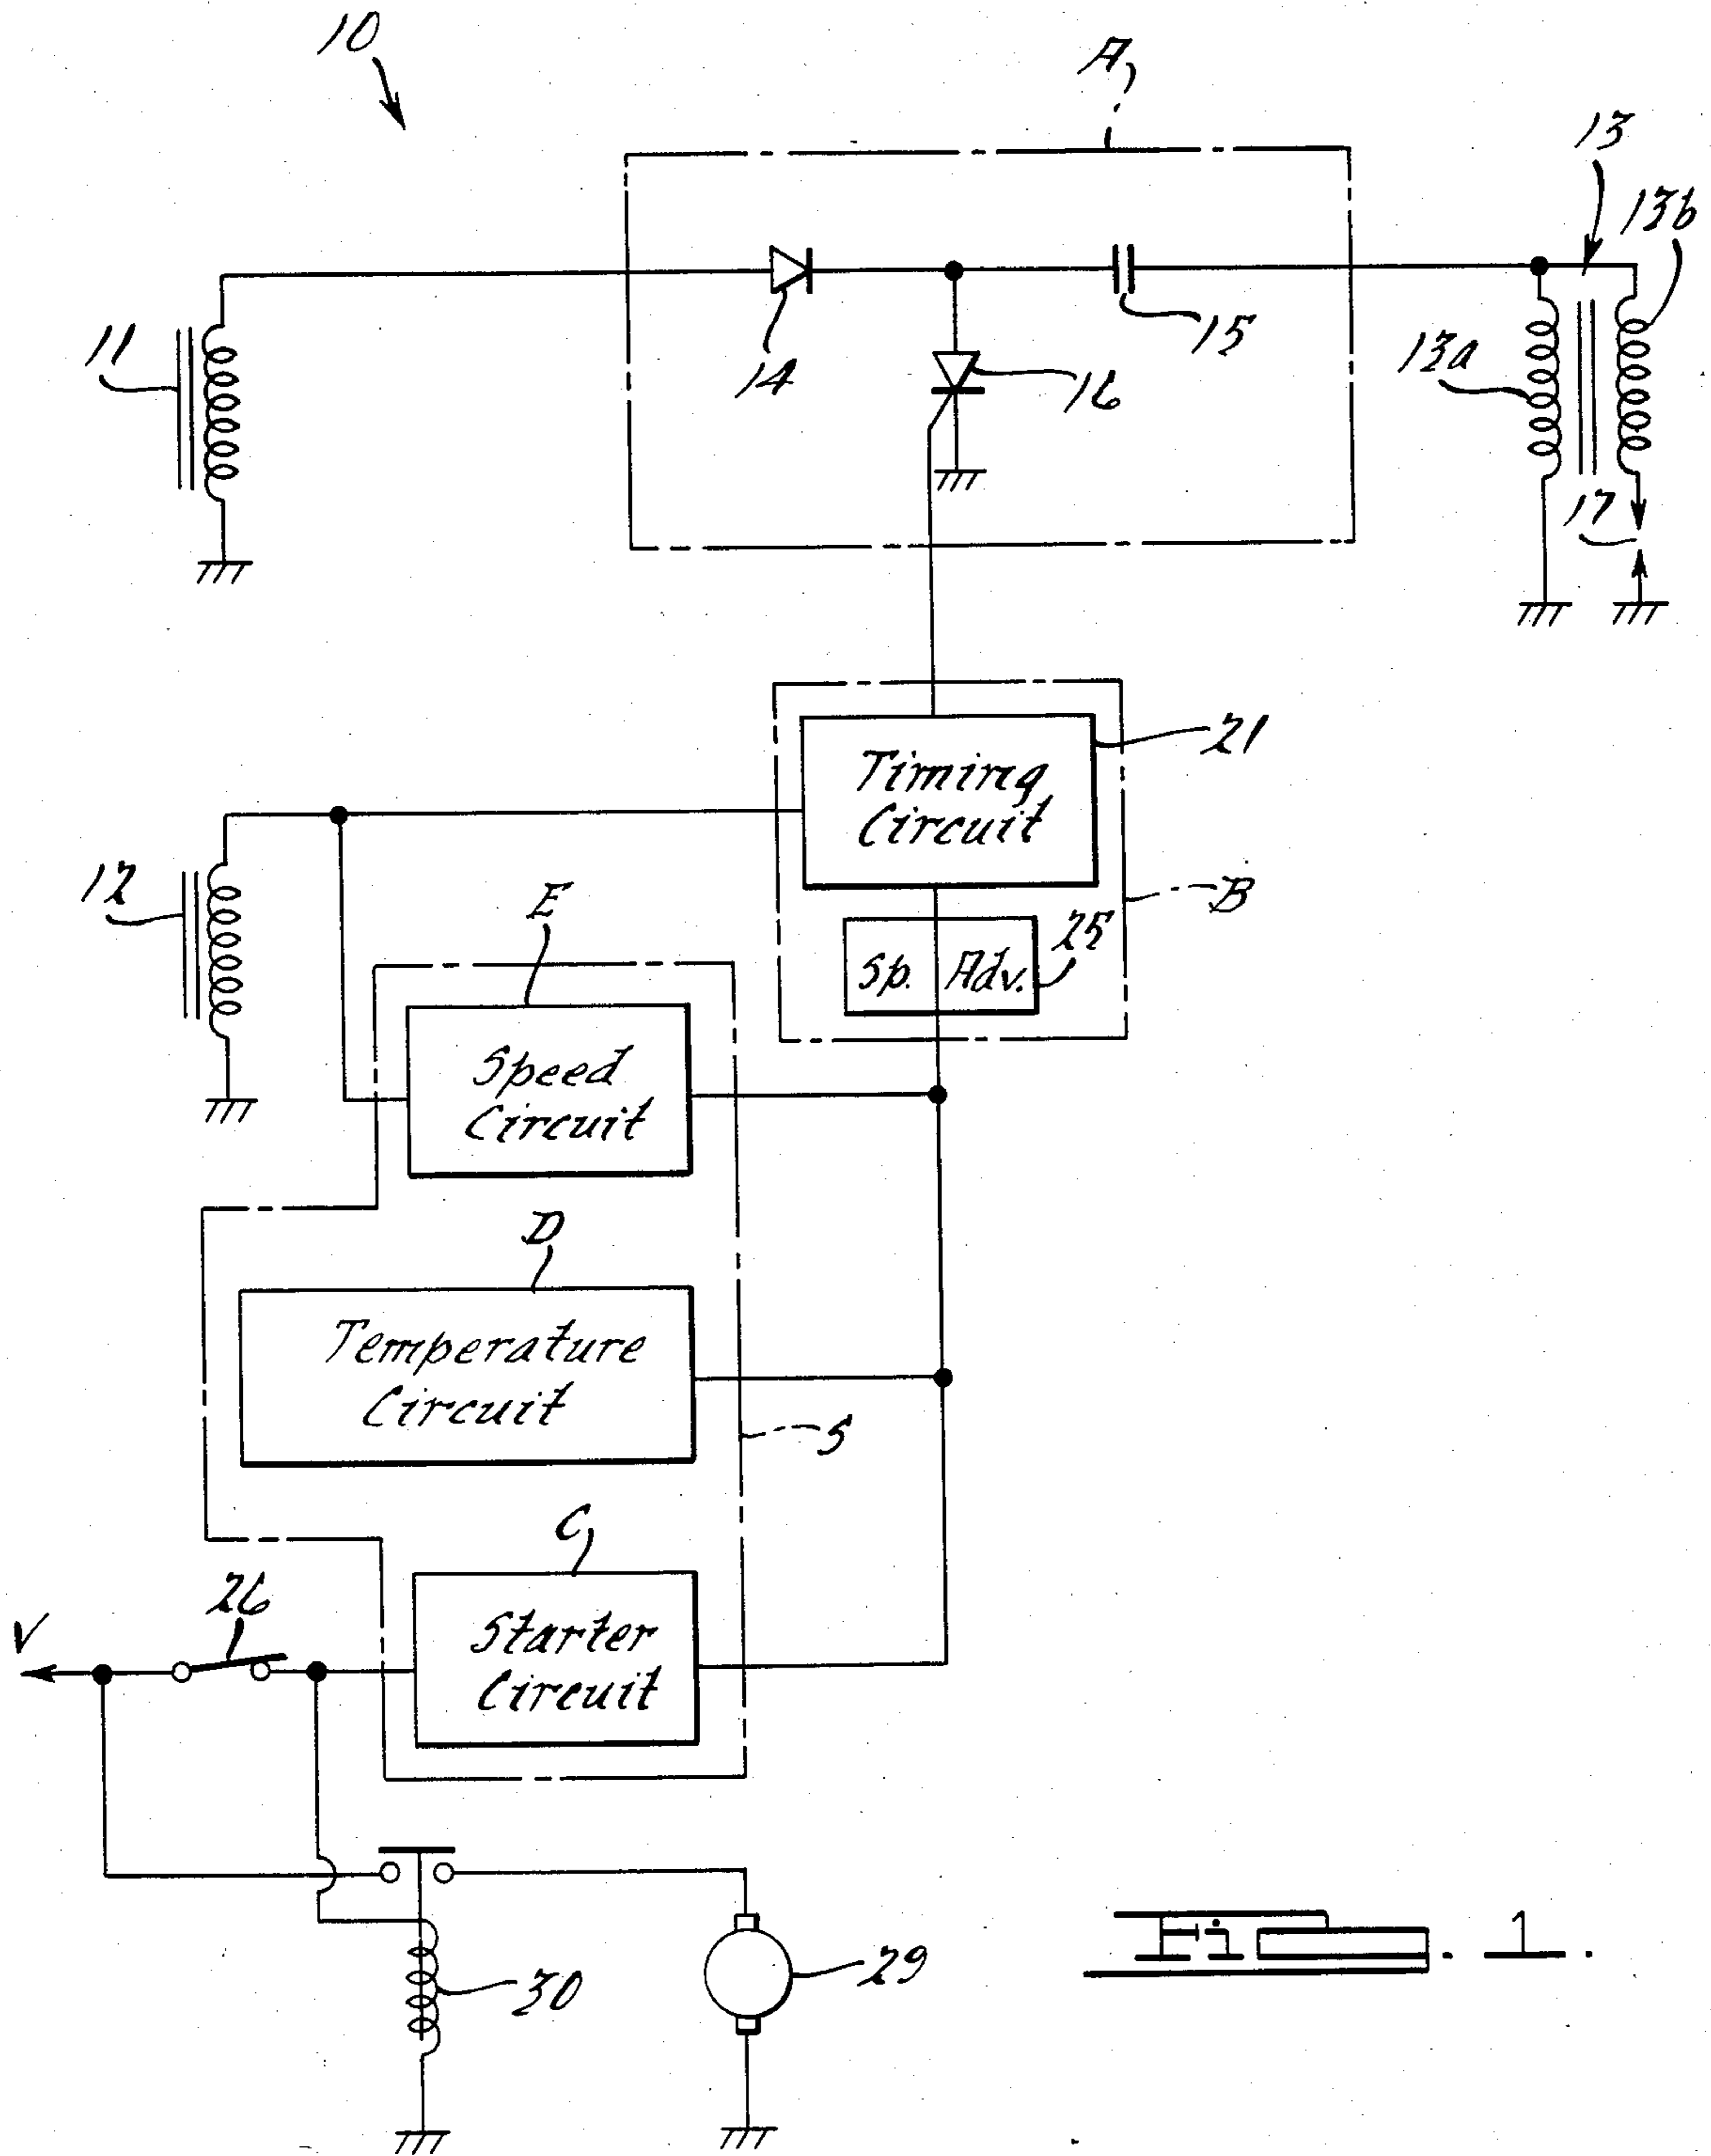 10
A
13
13b
11
14
15
16
13a
17
Timing
Circuit
21
12
E
B
Sp. Adv.
25
Speed
Circuit
D
Temperature
Circuit
S
C
26
V
Starter
Circuit
30
29
Fig. 1.